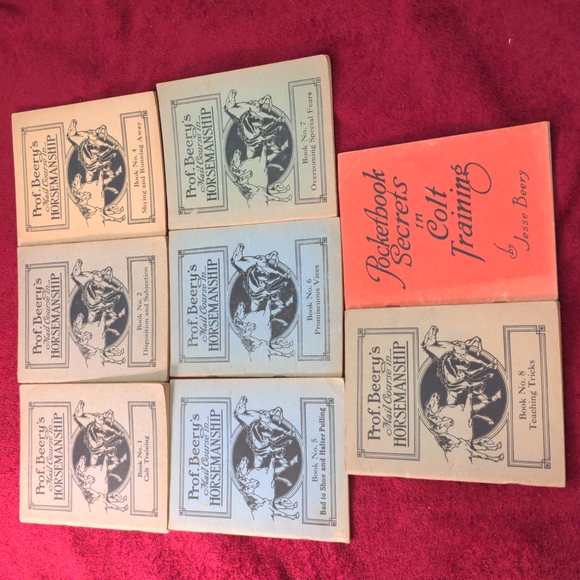 Prof. Beery's
Mail Course in
HORSEMANSHIP
Book No. 4
Shying and Running Away
Prof. Beery's
Mail Course in
HORSEMANSHIP
Book No. 2
Disposition and Subjection
Prof. Beery's
Mail Course in
HORSEMANSHIP
Book No. 1
Colt Training
Prof. Beery's
Mail Course in
HORSEMANSHIP
Book No. 7
Overcoming Special Fears
Prof. Beery's
Mail Course in
HORSEMANSHIP
Book No. 6
Promiscuous Vices
Prof. Beery's
Mail Course in
HORSEMANSHIP
Book No. 5
Bad to Shoe and Halter Pulling
Pocketbook
Secrets
in
Colt
Training
by
Jesse Beery
Prof. Beery's
Mail Course in
HORSEMANSHIP
Book No. 8
Teaching Tricks